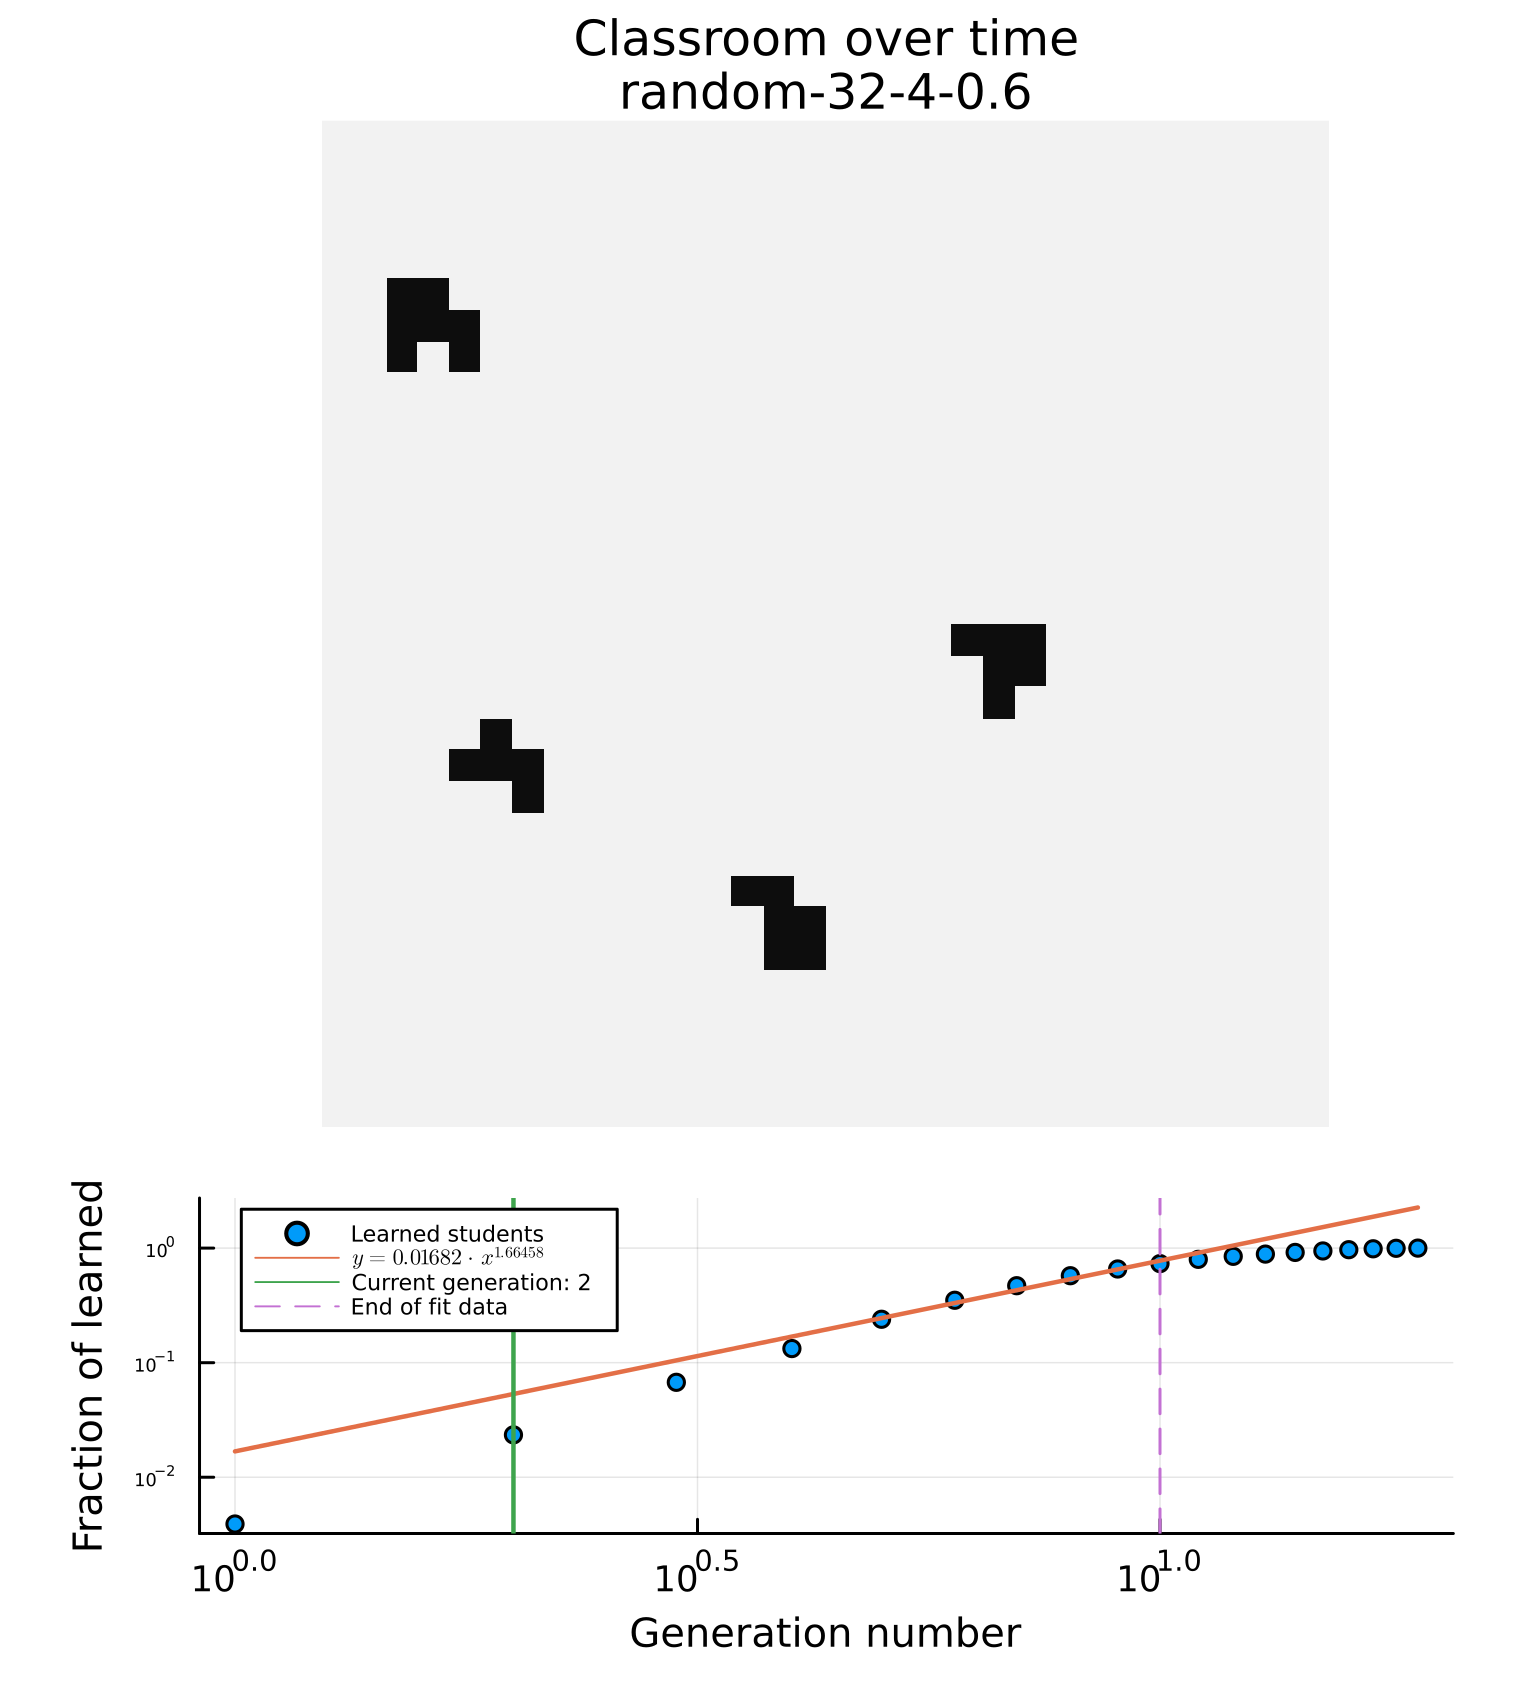 Classroom over time
random-32-4-0.6
Fraction of learned
10⁰
10⁻¹
10⁻²
Learned students
y = 0.01682 · x^1.66458
Current generation: 2
End of fit data
10^0.0
10^0.5
10^1.0
Generation number